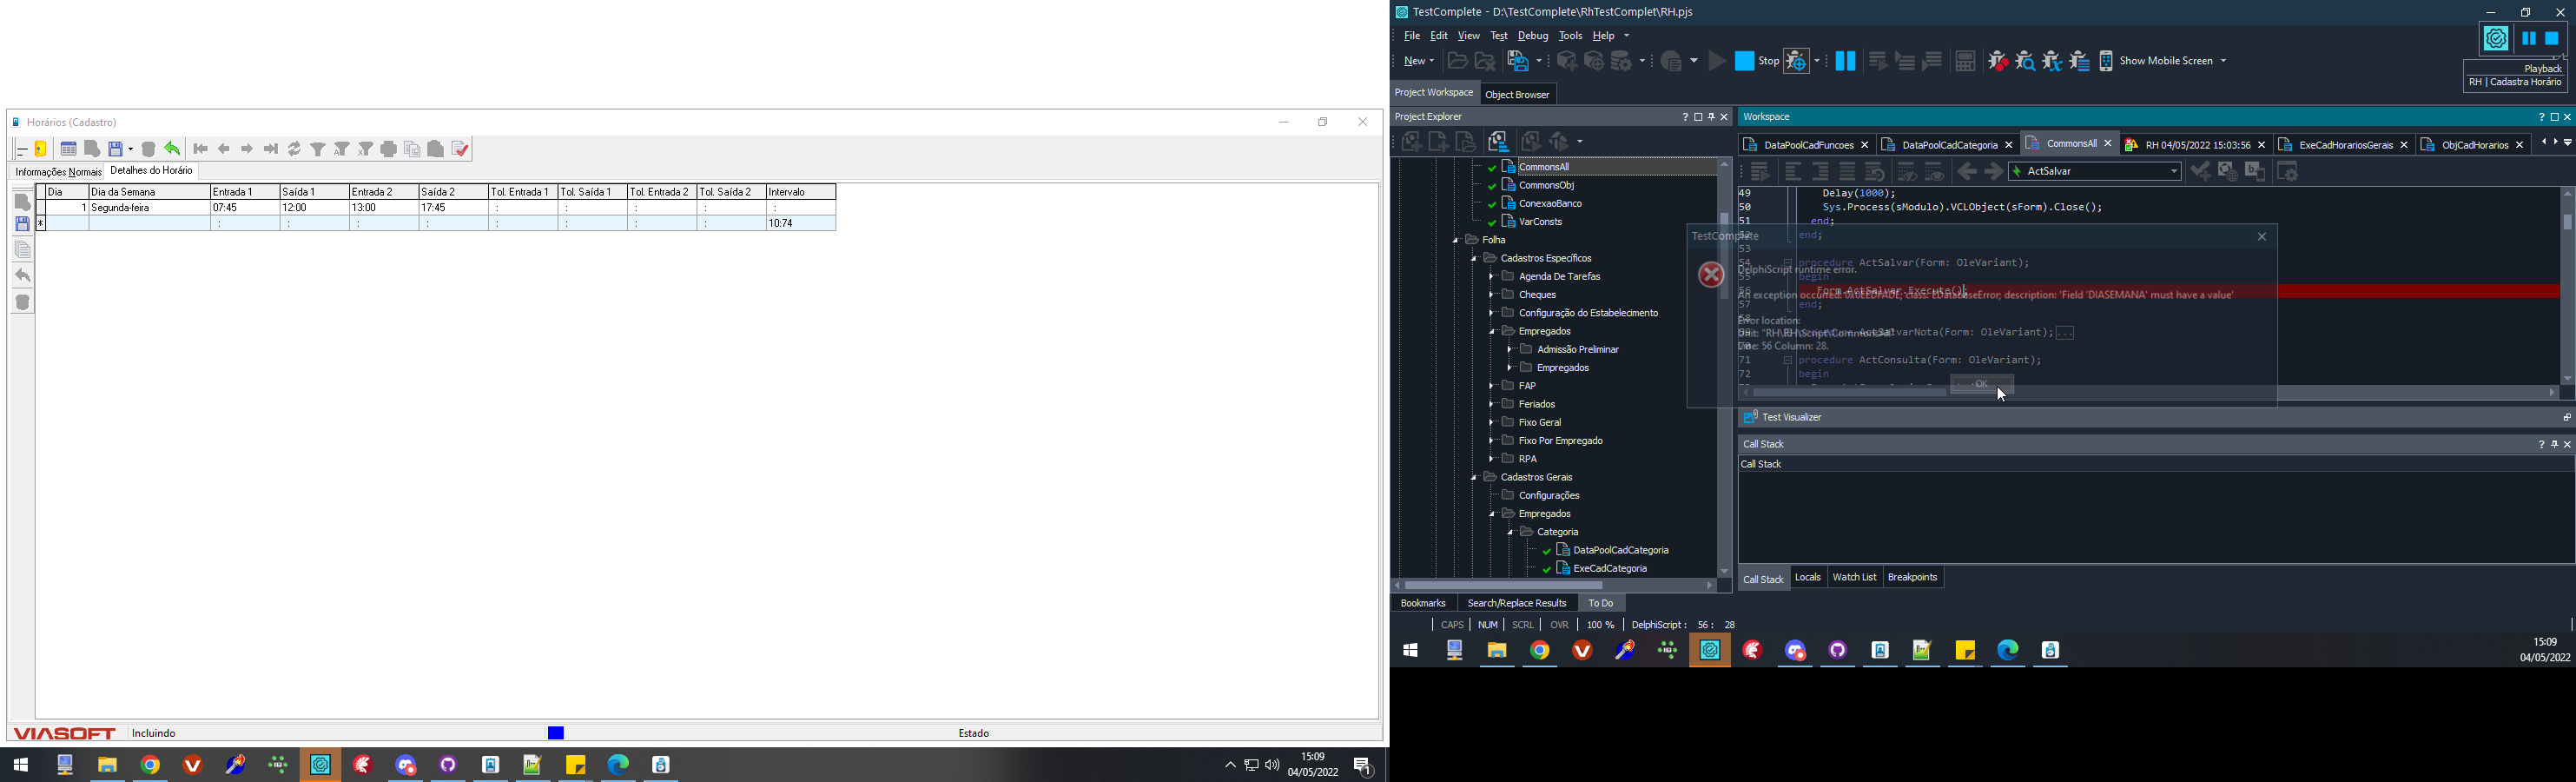 Horários (Cadastro)
Informações Normais Detalhes do Horário
Dia Dia da Semana Entrada 1 Saída 1 Entrada 2 Saída 2 Tol. Entrada 1 Tol. Saída 1 Tol. Entrada 2 Tol. Saída 2 Intervalo
1 Segunda-feira 07:45 12:00 13:00 17:45 : : : : :
* : : : : : : : : 10:74
VIASOFT Incluindo Estado
15:09
04/05/2022
1
TestComplete - D:\TestComplete\RhTestComplet\RH.pjs
File Edit View Test Debug Tools Help
New Stop Show Mobile Screen
Playback
RH | Cadastra Horário
Project Workspace Object Browser
Project Explorer
CommonsAll
CommonsObj
ConexaoBanco
VarConsts
Folha
Cadastros Específicos
Agenda De Tarefas
Cheques
Configuração do Estabelecimento
Empregados
Admissão Preliminar
Empregados
FAP
Feriados
Fixo Geral
Fixo Por Empregado
RPA
Cadastros Gerais
Configurações
Empregados
Categoria
DataPoolCadCategoria
ExeCadCategoria
Bookmarks Search/Replace Results To Do
Workspace
DataPoolCadFuncoes DataPoolCadCategoria CommonsAll RH 04/05/2022 15:03:56 ExeCadHorariosGerais ObjCadHorarios
ActSalvar
49 Delay(1000);
50 Sys.Process(sModulo).VCLObject(sForm).Close();
51 end;
52 end;
53
54 procedure ActSalvar(Form: OleVariant);
55 begin
56 Form.ActSalvar.Execute();
57 end;
58
ActSalvarNota(Form: OleVariant);...
70
71 procedure ActConsulta(Form: OleVariant);
72 begin
TestComplete
DelphiScript runtime error.
An exception occurred: class: EDatabaseError; description: 'Field 'DIASEMANA' must have a value'
Error location:
Unit: "RH\RH\Script\CommonsAll"
Line: 56 Column: 28.
OK
Test Visualizer
Call Stack
Call Stack
Call Stack Locals Watch List Breakpoints
CAPS NUM SCRL OVR 100 % DelphiScript : 56 : 28
15:09
04/05/2022